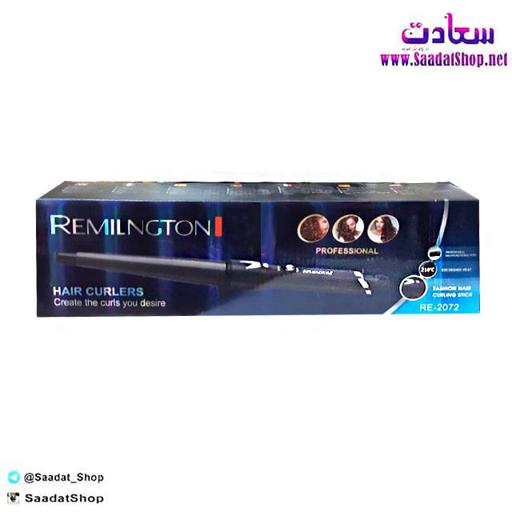 سعادت
www.SaadatShop.net
REMILNGTON
PROFESSIONAL
210°C
HAIR CURLERS
Create the curls you desire
FASHION HAIR
CURLING STICK
RE-2072
@Saadat_Shop
SaadatShop